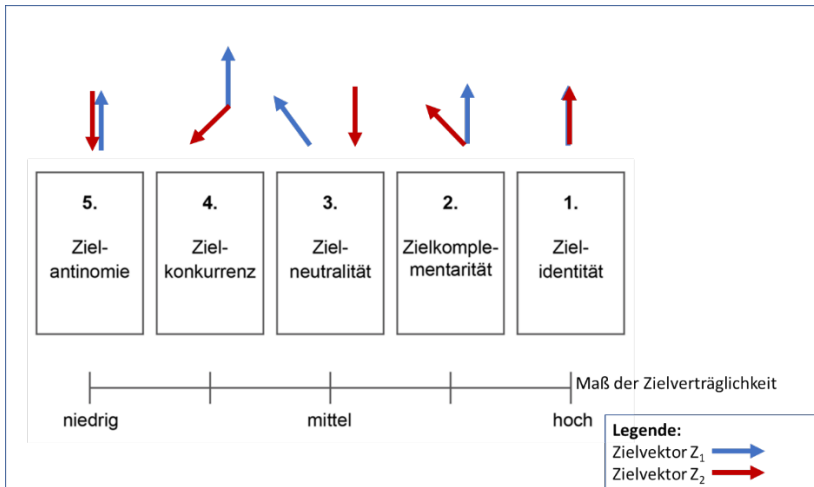 5.
Ziel-
antinomie
4.
Ziel-
konkurrenz
3.
Ziel-
neutralität
2.
Zielkomple-
mentarität
1.
Ziel-
identität
Maß der Zielverträglichkeit
niedrig
mittel
hoch
Legende:
Zielvektor Z₁
Zielvektor Z₂